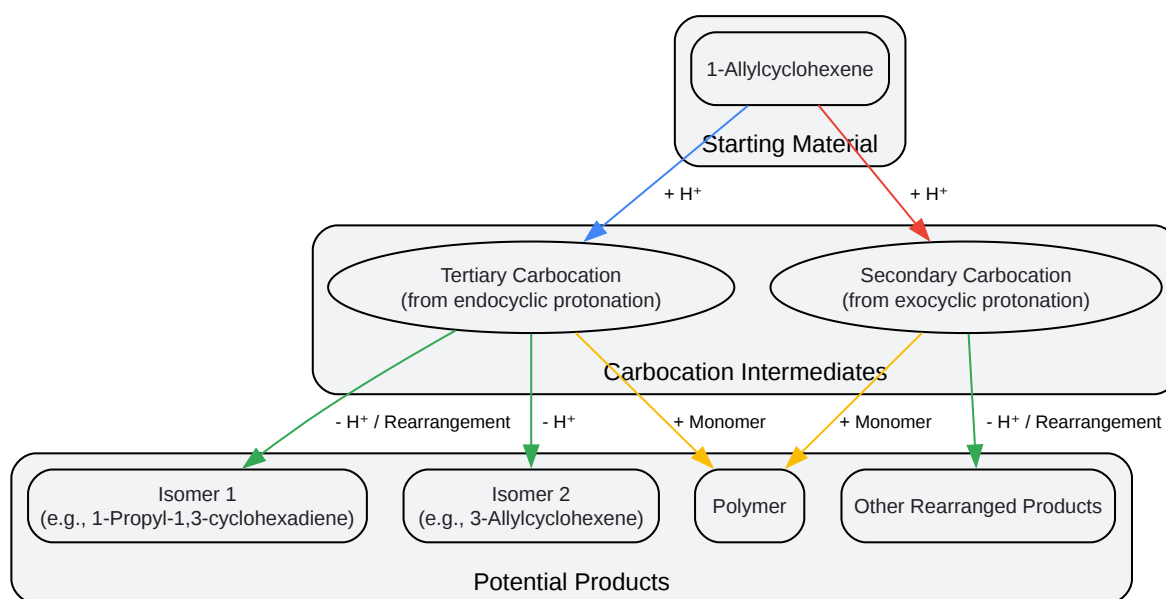 1-Allylcyclohexene
Starting Material
+ H⁺
+ H⁺
Tertiary Carbocation
(from endocyclic protonation)
Secondary Carbocation
(from exocyclic protonation)
Carbocation Intermediates
- H⁺ / Rearrangement
- H⁺
+ Monomer
+ Monomer
- H⁺ / Rearrangement
Isomer 1
(e.g., 1-Propyl-1,3-cyclohexadiene)
Isomer 2
(e.g., 3-Allylcyclohexene)
Polymer
Other Rearranged Products
Potential Products